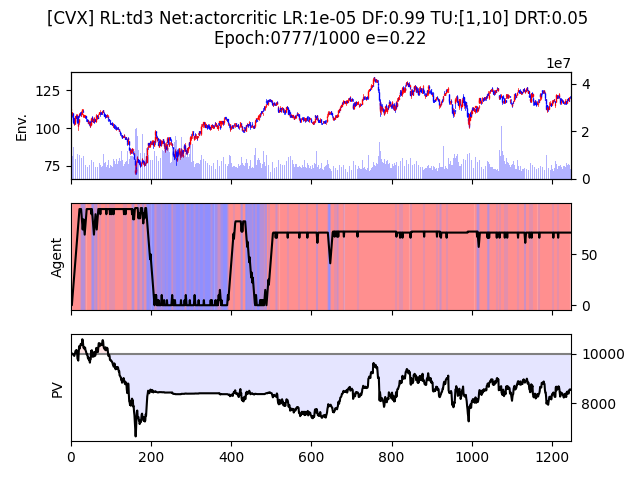 [CVX] RL:td3 Net:actorcritic LR:1e-05 DF:0.99 TU:[1,10] DRT:0.05
Epoch:0777/1000 e=0.22
1e7
125
100
75
Env.
4
2
0
Agent
50
0
PV
10000
8000
0 200 400 600 800 1000 1200